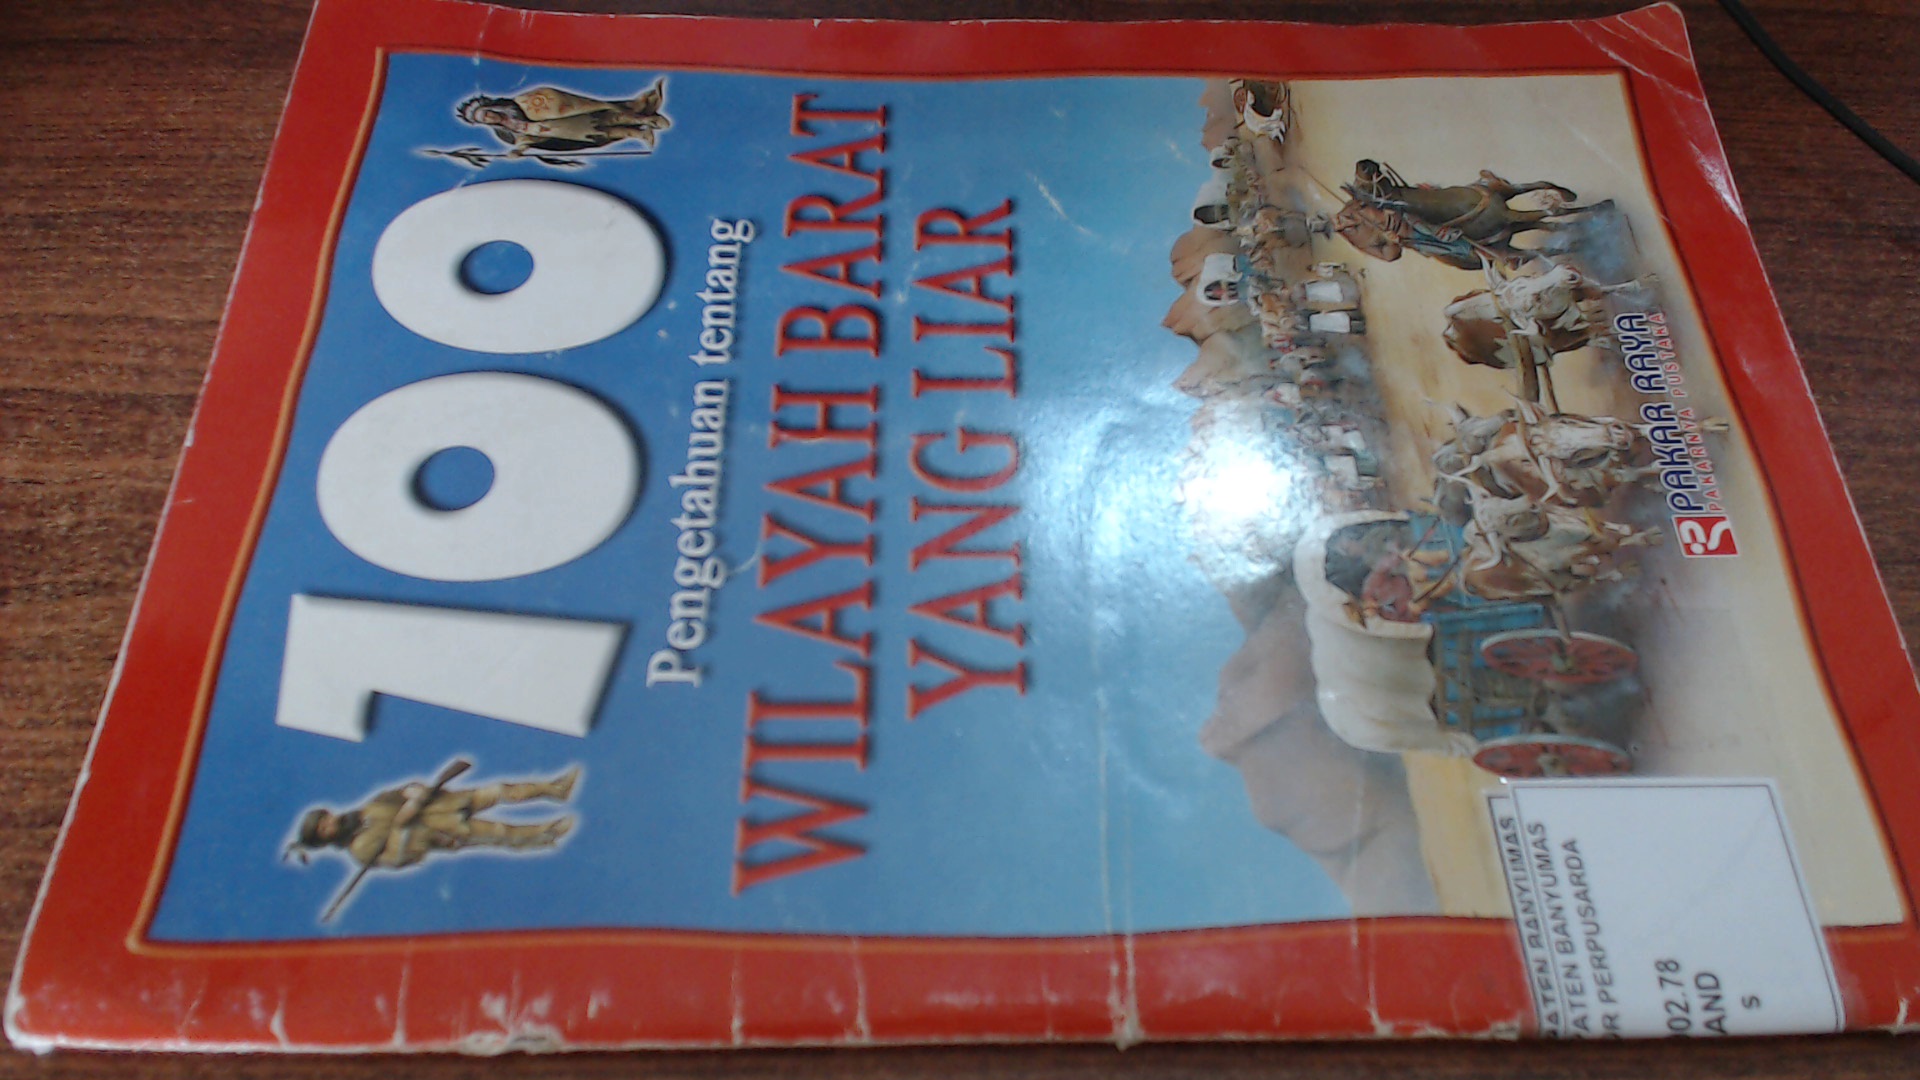 100
Pengetahuan tentang
WILAYAH BARAT
YANG LIAR
PAKAR RAYA
PAKARNYA PUSTAKA
ATEN BANYUMAS
ATEN BANYUMAS
R PERPUSARDA
02.78
AND
S